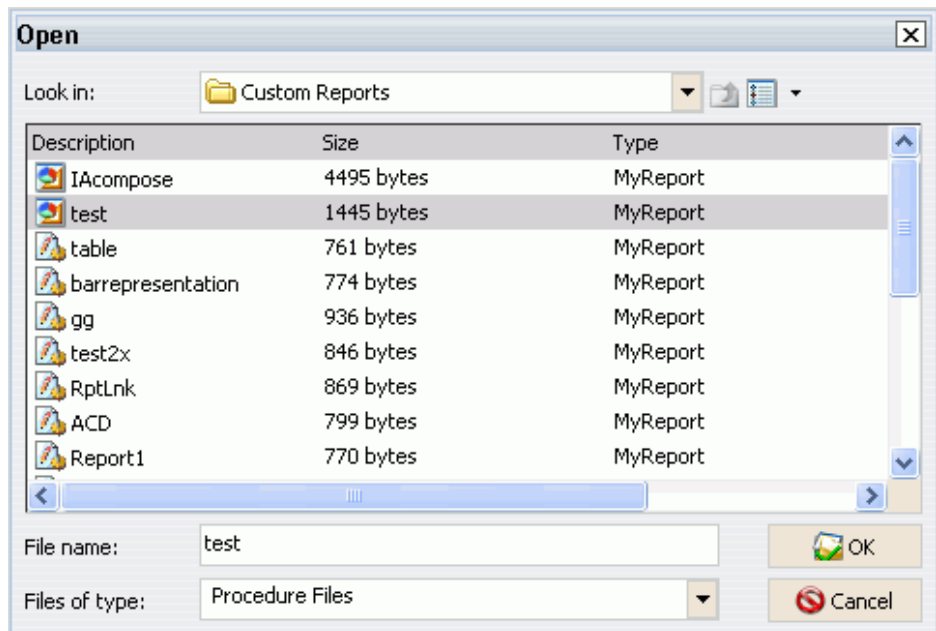 Open
Look in: Custom Reports
Description Size Type
IAcompose 4495 bytes MyReport
test 1445 bytes MyReport
table 761 bytes MyReport
barrepresentation 774 bytes MyReport
gg 936 bytes MyReport
test2x 846 bytes MyReport
RptLnk 869 bytes MyReport
ACD 799 bytes MyReport
Report1 770 bytes MyReport
File name: test OK
Files of type: Procedure Files Cancel